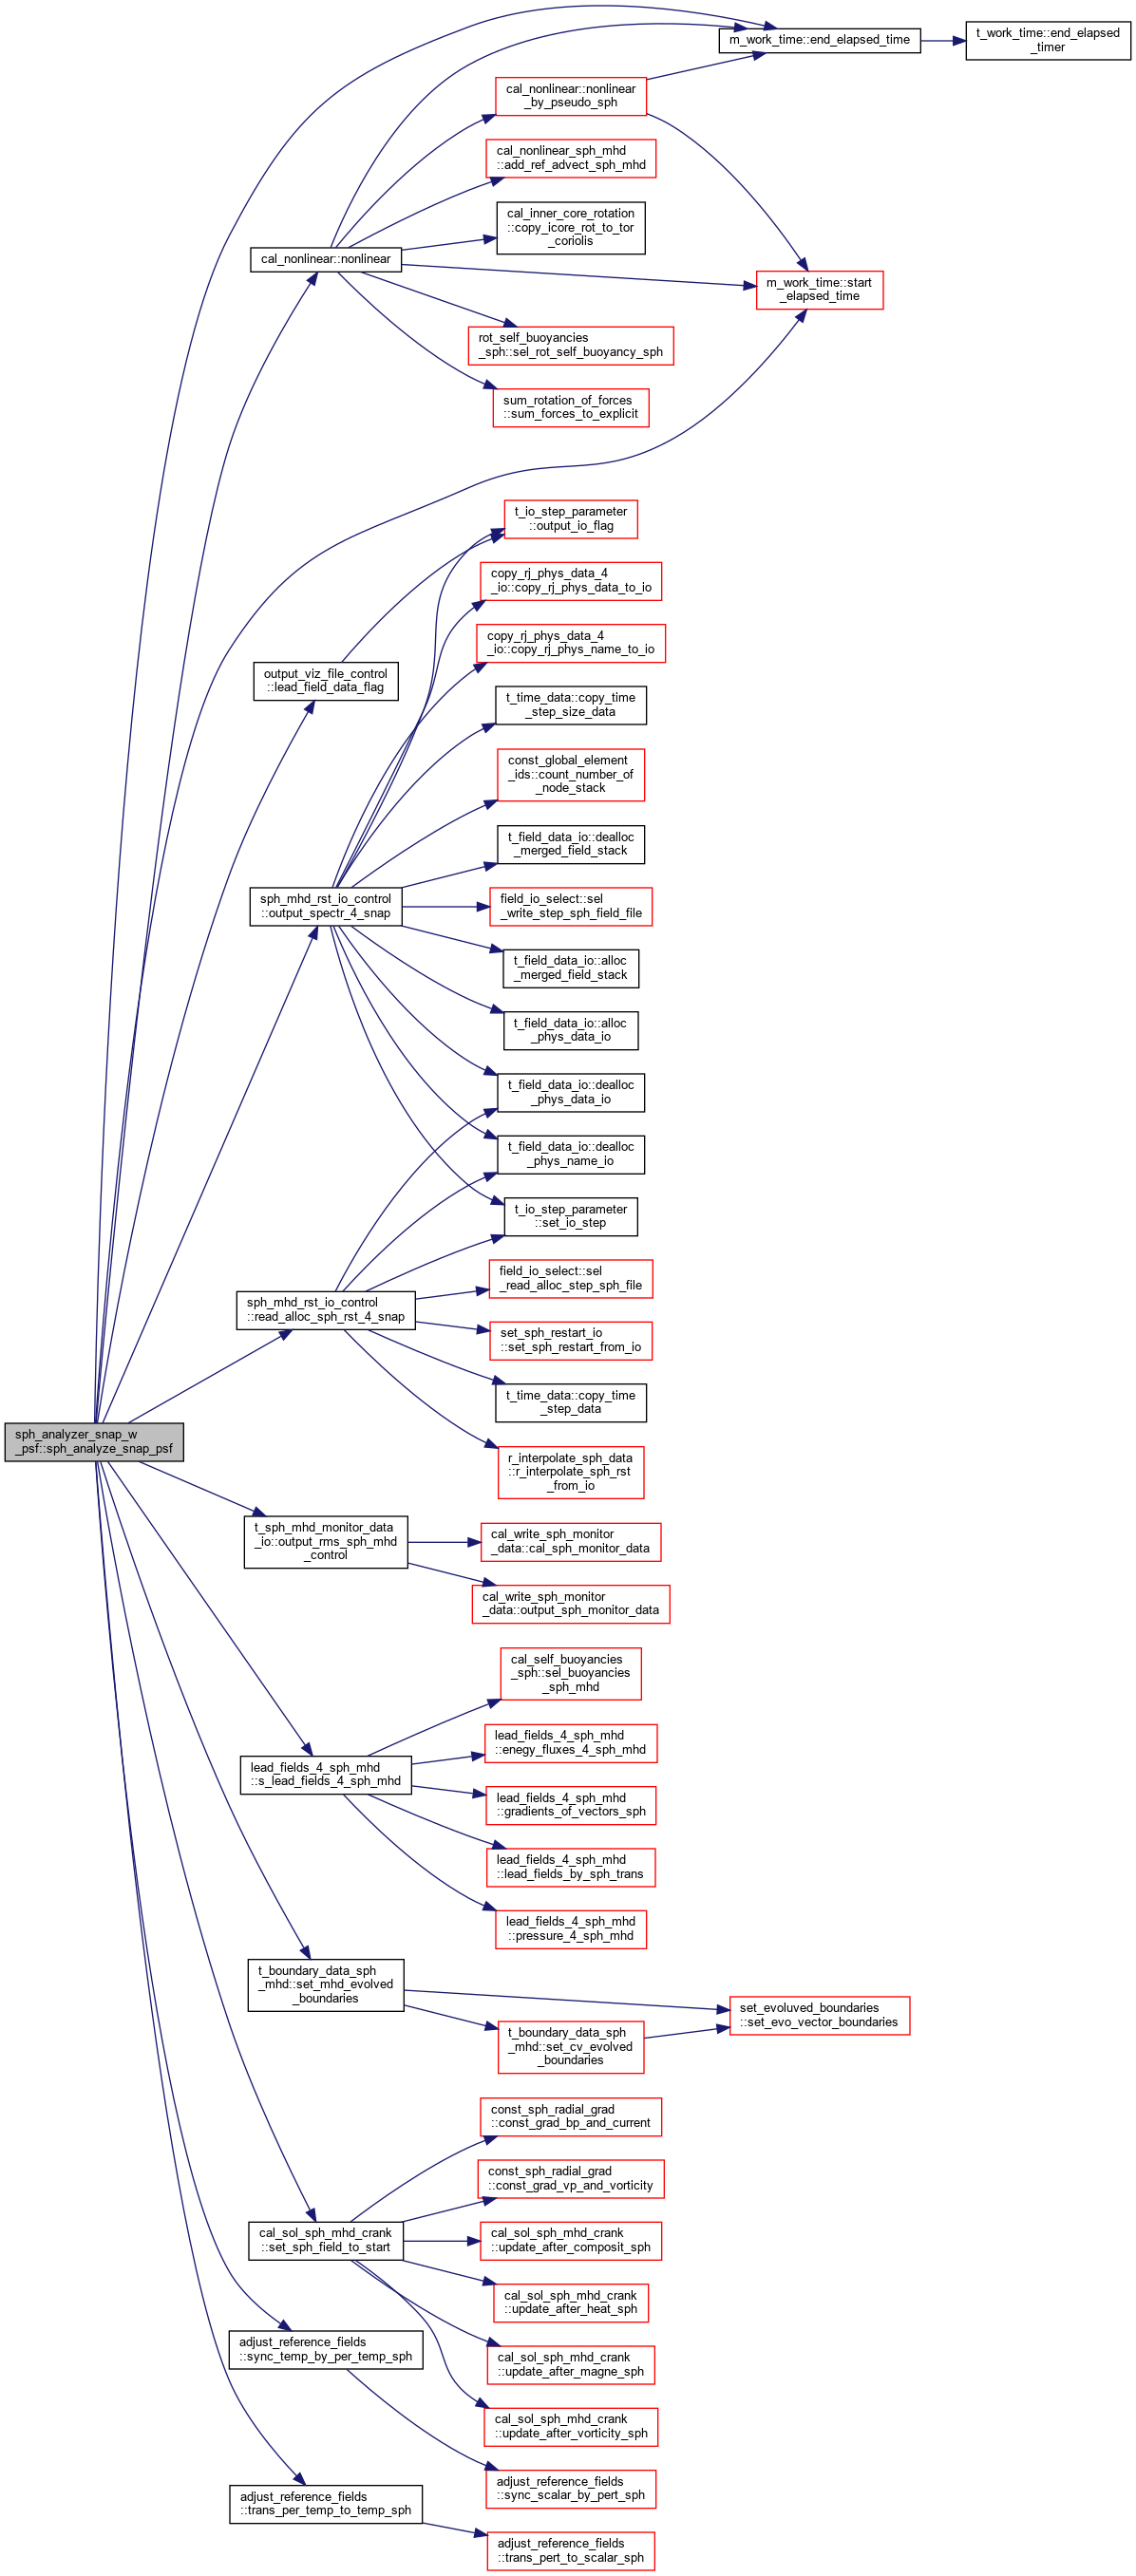 m_work_time::end_elapsed_time
t_work_time::end_elapsed
_timer
cal_nonlinear::nonlinear
_by_pseudo_sph
cal_nonlinear_sph_mhd
::add_ref_advect_sph_mhd
cal_inner_core_rotation
::copy_icore_rot_to_tor
_coriolis
cal_nonlinear::nonlinear
m_work_time::start
_elapsed_time
rot_self_buoyancies
_sph::sel_rot_self_buoyancy_sph
sum_rotation_of_forces
::sum_forces_to_explicit
t_io_step_parameter
::output_io_flag
copy_rj_phys_data_4
_io::copy_rj_phys_data_to_io
copy_rj_phys_data_4
_io::copy_rj_phys_name_to_io
output_viz_file_control
::lead_field_data_flag
t_time_data::copy_time
_step_size_data
const_global_element
_ids::count_number_of
_node_stack
t_field_data_io::dealloc
_merged_field_stack
sph_mhd_rst_io_control
::output_spectr_4_snap
field_io_select::sel
_write_step_sph_field_file
t_field_data_io::alloc
_merged_field_stack
t_field_data_io::alloc
_phys_data_io
t_field_data_io::dealloc
_phys_data_io
t_field_data_io::dealloc
_phys_name_io
t_io_step_parameter
::set_io_step
field_io_select::sel
_read_alloc_step_sph_file
sph_mhd_rst_io_control
::read_alloc_sph_rst_4_snap
set_sph_restart_io
::set_sph_restart_from_io
t_time_data::copy_time
_step_data
sph_analyzer_snap_w
_psf::sph_analyze_snap_psf
r_interpolate_sph_data
::r_interpolate_sph_rst
_from_io
t_sph_mhd_monitor_data
_io::output_rms_sph_mhd
_control
cal_write_sph_monitor
_data::cal_sph_monitor_data
cal_write_sph_monitor
_data::output_sph_monitor_data
cal_self_buoyancies
_sph::sel_buoyancies
_sph_mhd
lead_fields_4_sph_mhd
::enegy_fluxes_4_sph_mhd
lead_fields_4_sph_mhd
::s_lead_fields_4_sph_mhd
lead_fields_4_sph_mhd
::gradients_of_vectors_sph
lead_fields_4_sph_mhd
::lead_fields_by_sph_trans
lead_fields_4_sph_mhd
::pressure_4_sph_mhd
t_boundary_data_sph
_mhd::set_mhd_evolved
_boundaries
set_evoluved_boundaries
::set_evo_vector_boundaries
t_boundary_data_sph
_mhd::set_cv_evolved
_boundaries
const_sph_radial_grad
::const_grad_bp_and_current
const_sph_radial_grad
::const_grad_vp_and_vorticity
cal_sol_sph_mhd_crank
::set_sph_field_to_start
cal_sol_sph_mhd_crank
::update_after_composit_sph
cal_sol_sph_mhd_crank
::update_after_heat_sph
adjust_reference_fields
::sync_temp_by_per_temp_sph
cal_sol_sph_mhd_crank
::update_after_magne_sph
cal_sol_sph_mhd_crank
::update_after_vorticity_sph
adjust_reference_fields
::sync_scalar_by_pert_sph
adjust_reference_fields
::trans_per_temp_to_temp_sph
adjust_reference_fields
::trans_pert_to_scalar_sph